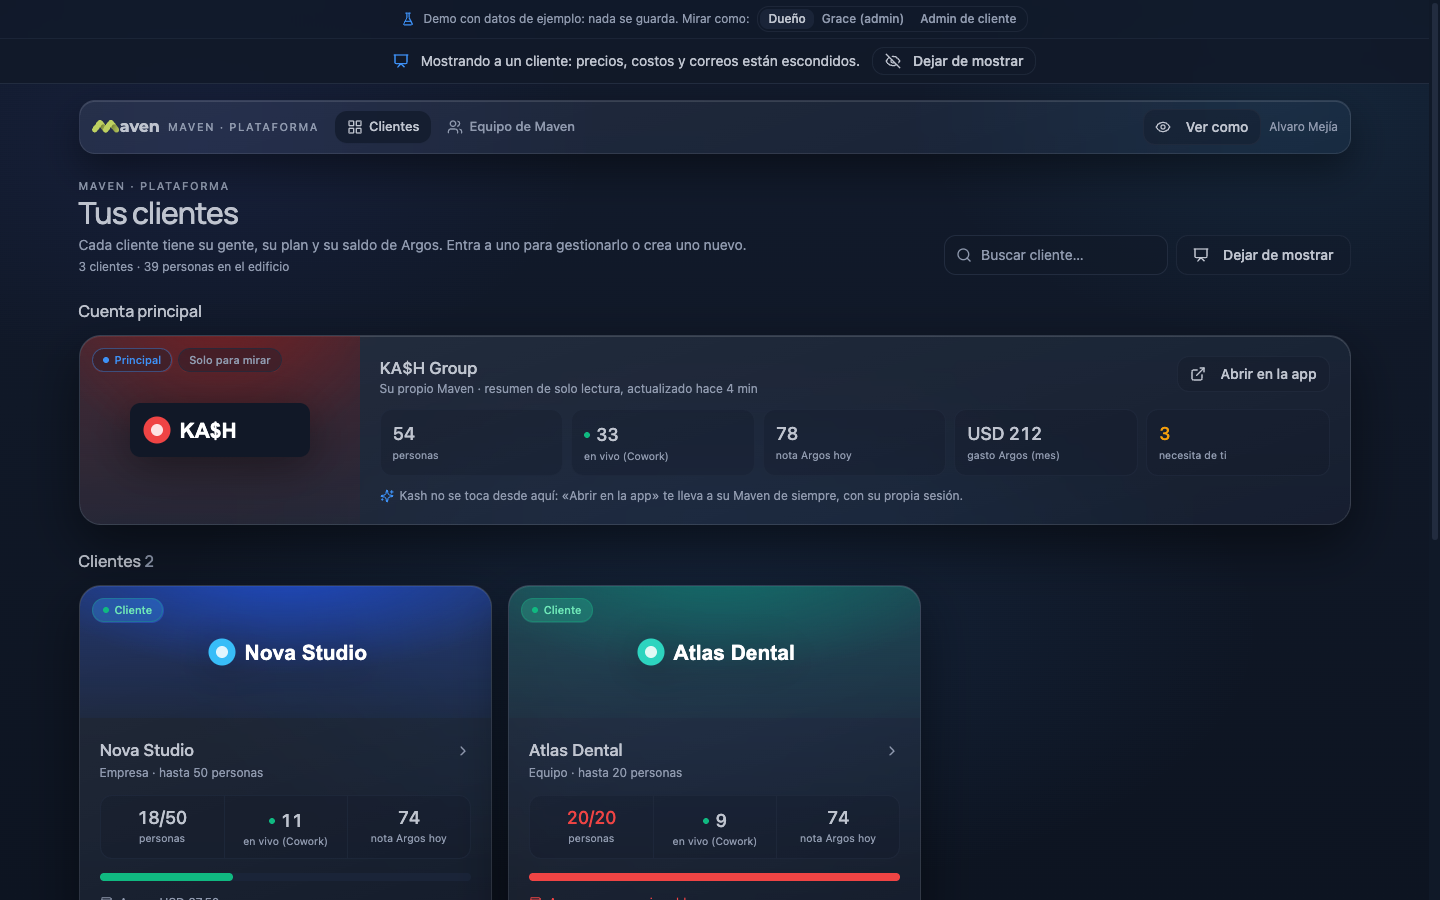 Demo con datos de ejemplo: nada se guarda. Mirar como: Dueño Grace (admin) Admin de cliente
Mostrando a un cliente: precios, costos y correos están escondidos. Dejar de mostrar
Maven MAVEN · PLATAFORMA Clientes Equipo de Maven Ver como Alvaro Mejía
MAVEN · PLATAFORMA
Tus clientes
Cada cliente tiene su gente, su plan y su saldo de Argos. Entra a uno para gestionarlo o crea uno nuevo.
3 clientes · 39 personas en el edificio
Buscar cliente... Dejar de mostrar
Cuenta principal
Principal Solo para mirar
KA$H
KA$H Group
Su propio Maven · resumen de solo lectura, actualizado hace 4 min
Abrir en la app
54 33 78 USD 212 3
personas en vivo (Cowork) nota Argos hoy gasto Argos (mes) necesita de ti
Kash no se toca desde aquí: «Abrir en la app» te lleva a su Maven de siempre, con su propia sesión.
Clientes 2
Cliente
Nova Studio
Nova Studio
Empresa · hasta 50 personas
18/50 11 74
personas en vivo (Cowork) nota Argos hoy
Cliente
Atlas Dental
Atlas Dental
Equipo · hasta 20 personas
20/20 9 74
personas en vivo (Cowork) nota Argos hoy